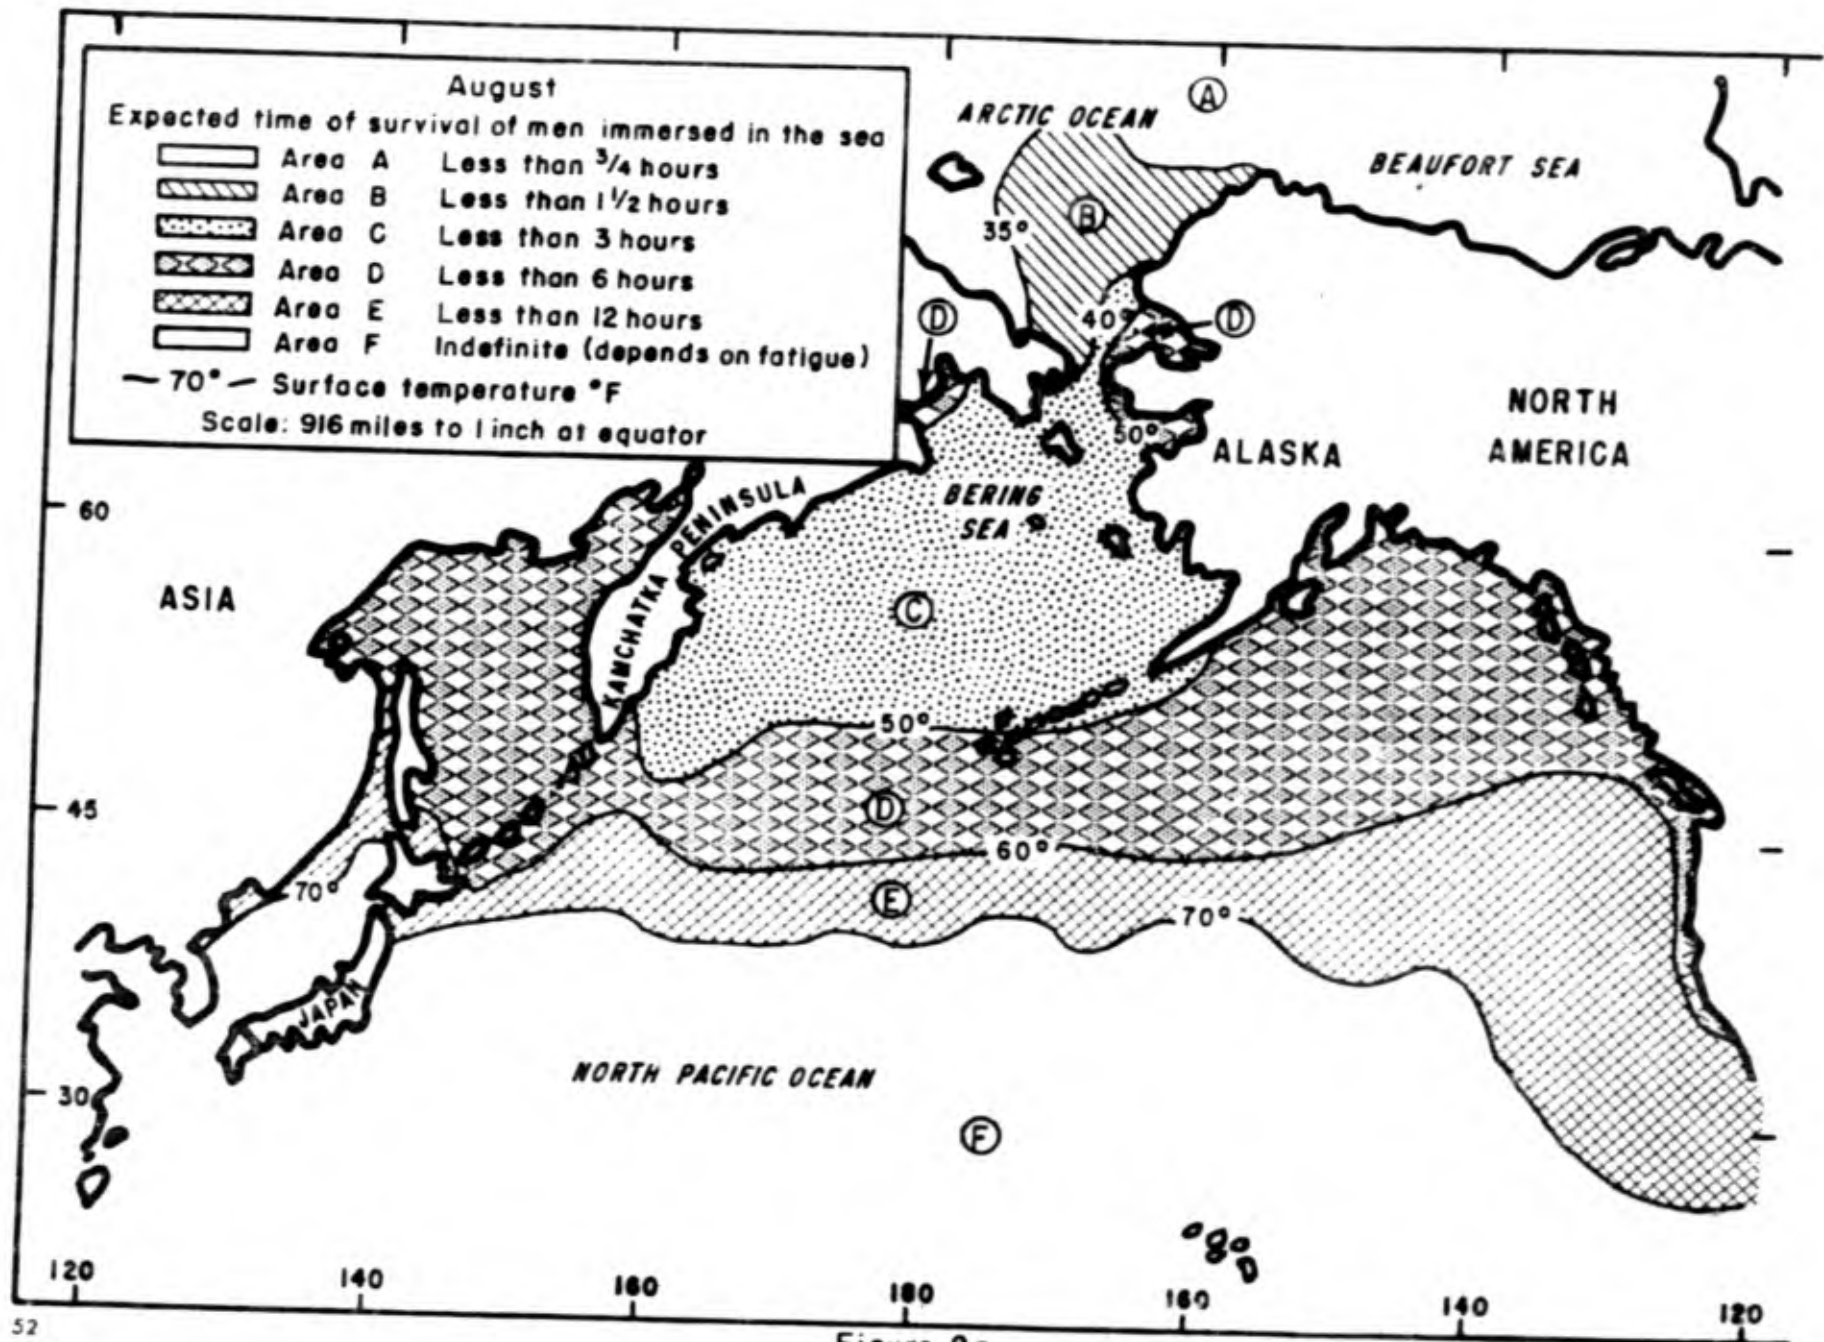 August
Expected time of survival of men immersed in the sea
Area A Less than 3/4 hours
Area B Less than 1 1/2 hours
Area C Less than 3 hours
Area D Less than 6 hours
Area E Less than 12 hours
Area F Indefinite (depends on fatigue)
— 70° — Surface temperature °F
Scale: 916 miles to 1 inch at equator
A
ARCTIC OCEAN
BEAUFORT SEA
B
35°
D
40°
D
NORTH
AMERICA
50°
ALASKA
60
KAMCHATKA PENINSULA
BERING
SEA
ASIA
C
50°
45
D
60°
70°
E
70°
JAPAN
NORTH PACIFIC OCEAN
30
F
120
140
160
180
160
140
120
52